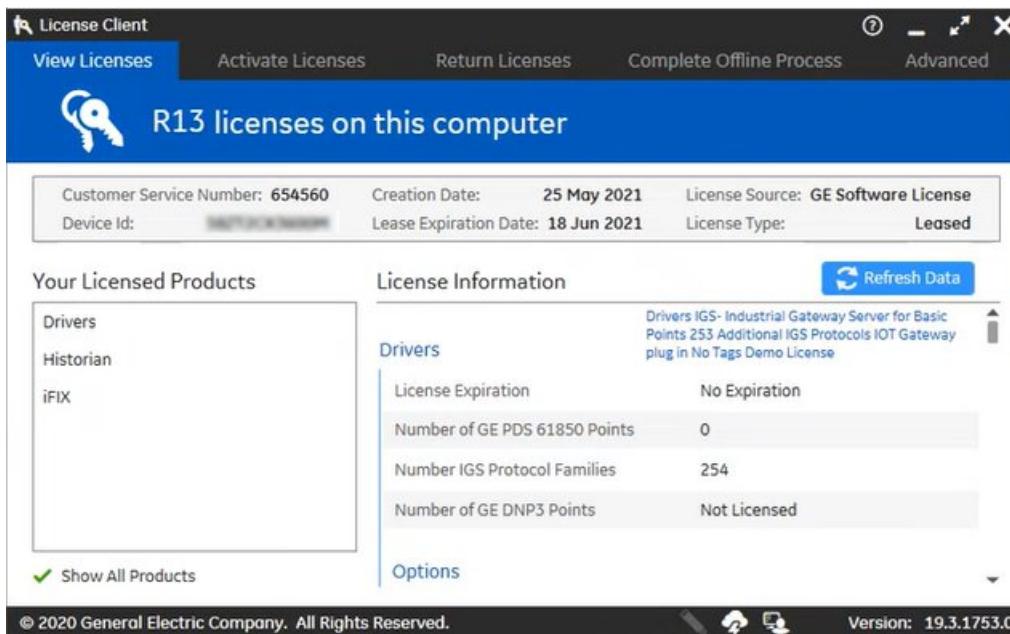 License Client
View Licenses Activate Licenses Return Licenses Complete Offline Process Advanced
R13 licenses on this computer
Customer Service Number: 654560 Creation Date: 25 May 2021 License Source: GE Software License
Device Id: Lease Expiration Date: 18 Jun 2021 License Type: Leased
Your Licensed Products
Drivers
Historian
iFIX
Show All Products
License Information
Refresh Data
Drivers
Drivers IGS- Industrial Gateway Server for Basic
Points 253 Additional IGS Protocols IOT Gateway
plug in No Tags Demo License
License Expiration No Expiration
Number of GE PDS 61850 Points 0
Number IGS Protocol Families 254
Number of GE DNP3 Points Not Licensed
Options
© 2020 General Electric Company. All Rights Reserved. Version: 19.3.1753.0